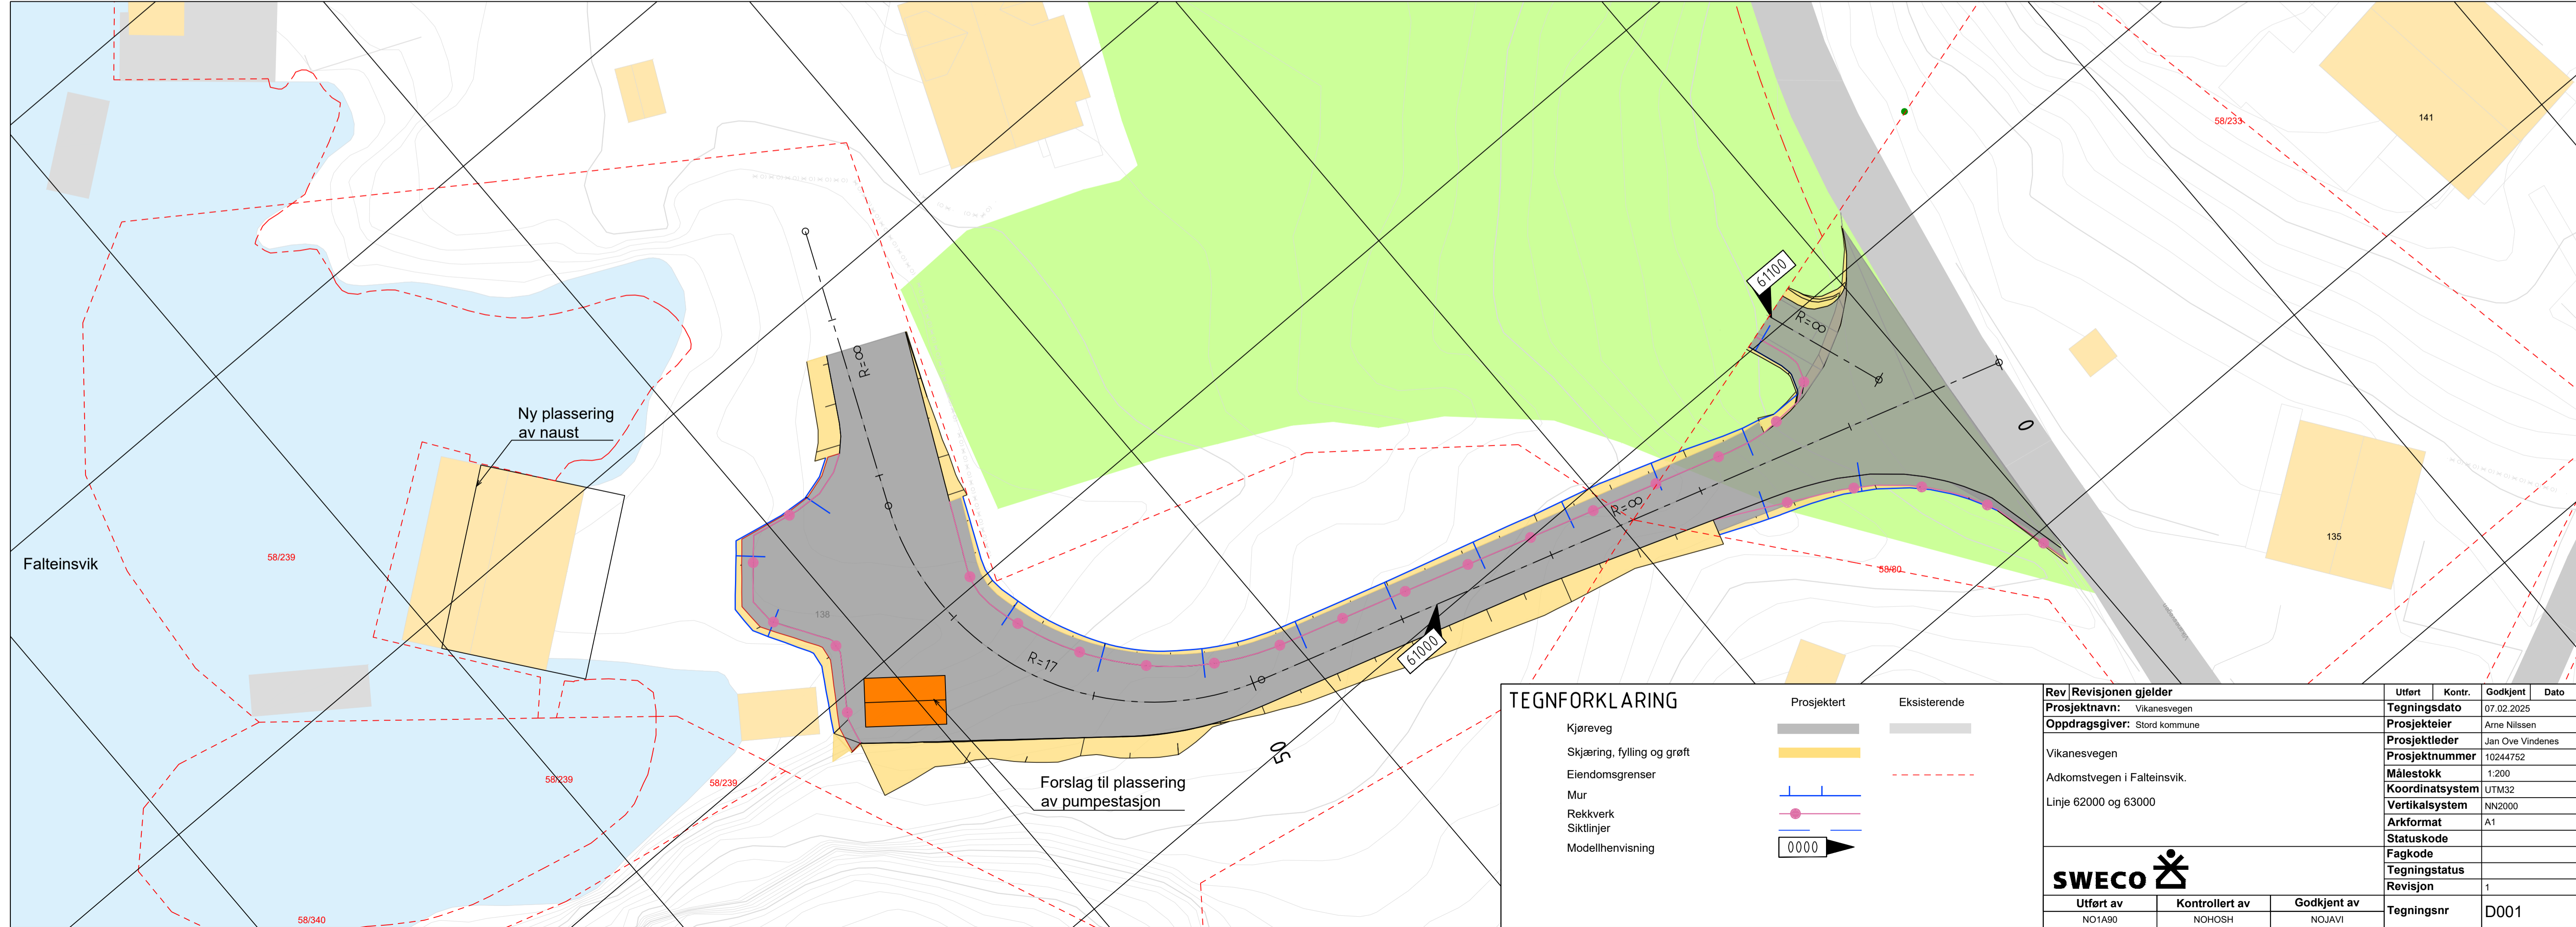 141
58/233
61100
R=∞
R=∞
Ny plassering
av naust
0
R=∞
135
Falteinsvik
58/239
58/80
138
61000
R=17
50
58/239
58/239
Forslag til plassering
av pumpestasjon
58/340
TEGNFORKLARING
Prosjektert
Eksisterende
Kjøreveg
Skjæring, fylling og grøft
Eiendomsgrenser
Mur
Rekkverk
Siktlinjer
Modellhenvisning
0000
Rev Revisjonen gjelder
Utført Kontr. Godkjent Dato
Prosjektnavn: Vikanesvegen
Oppdragsgiver: Stord kommune
Vikanesvegen
Adkomstvegen i Falteinsvik.
Linje 62000 og 63000
Tegningsdato 07.02.2025
Prosjekteier Arne Nilssen
Prosjektleder Jan Ove Vindenes
Prosjektnummer 10244752
Målestokk 1:200
Koordinatsystem UTM32
Vertikalsystem NN2000
Arkformat A1
Statuskode
Fagkode
Tegningstatus
Revisjon 1
Tegningsnr D001
SWECO
Utført av Kontrollert av Godkjent av
NO1A90 NOHOSH NOJAVI